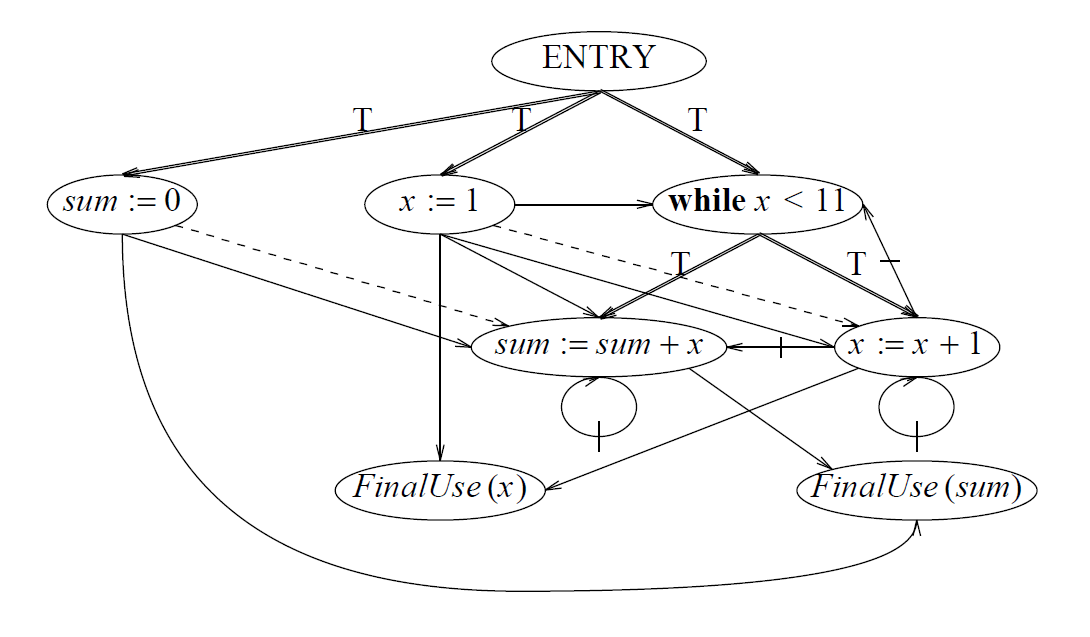 ENTRY
T T T
sum := 0
x := 1
while x < 11
T T
sum := sum + x
x := x + 1
FinalUse (x)
FinalUse (sum)